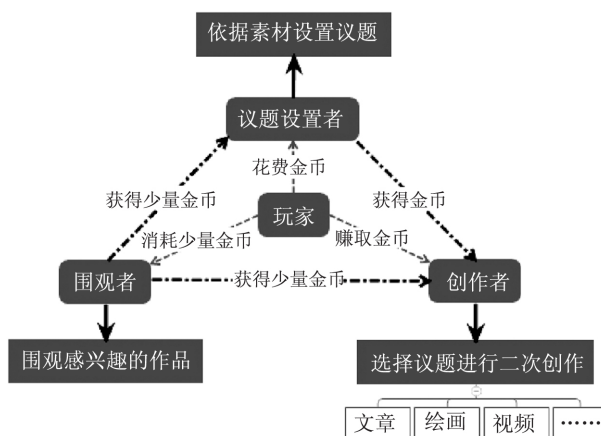 依据素材设置议题
议题设置者
花费金币
获得少量金币
获得金币
玩家
消耗少量金币
赚取金币
围观者
获得少量金币
创作者
围观感兴趣的作品
选择议题进行二次创作
文章
绘画
视频
……